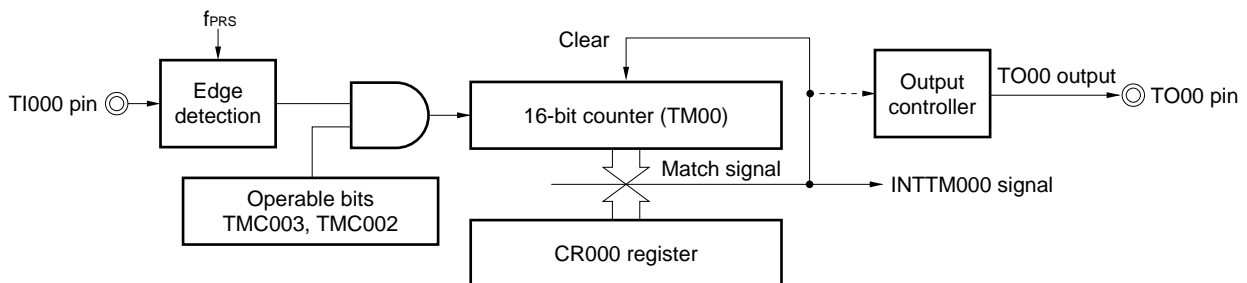 fPRS
Clear
TI000 pin
Edge
detection
16-bit counter (TM00)
Output
controller
TO00 output
TO00 pin
Match signal
INTTM000 signal
Operable bits
TMC003, TMC002
CR000 register